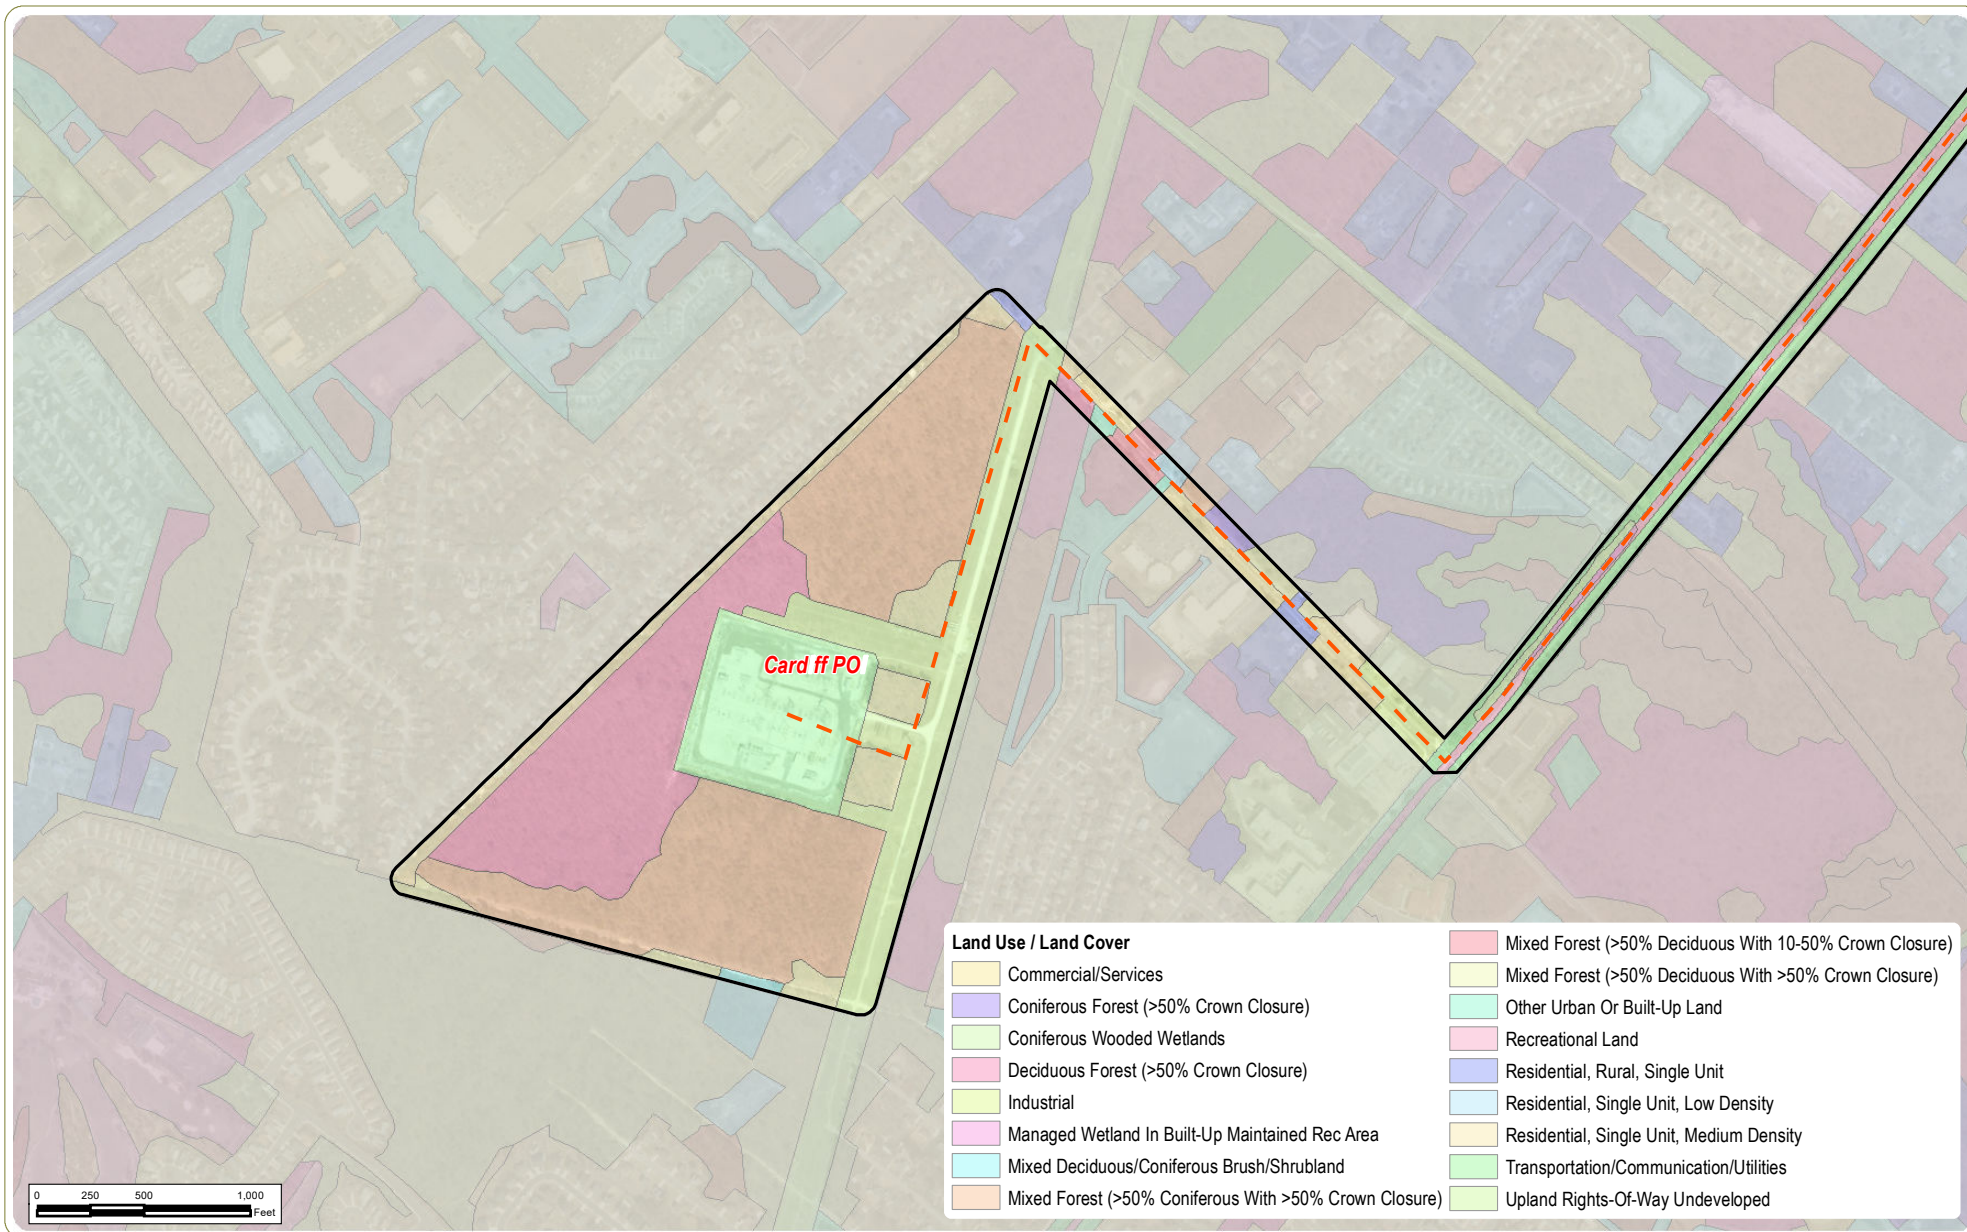 Card ff PO
Land Use / Land Cover
Commercial/Services
Coniferous Forest (>50% Crown Closure)
Coniferous Wooded Wetlands
Deciduous Forest (>50% Crown Closure)
Industrial
Managed Wetland In Built-Up Maintained Rec Area
Mixed Deciduous/Coniferous Brush/Shrubland
Mixed Forest (>50% Coniferous With >50% Crown Closure)
Mixed Forest (>50% Deciduous With 10-50% Crown Closure)
Mixed Forest (>50% Deciduous With >50% Crown Closure)
Other Urban Or Built-Up Land
Recreational Land
Residential, Rural, Single Unit
Residential, Single Unit, Low Density
Residential, Single Unit, Medium Density
Transportation/Communication/Utilities
Upland Rights-Of-Way Undeveloped
0 250 500 1,000
Feet